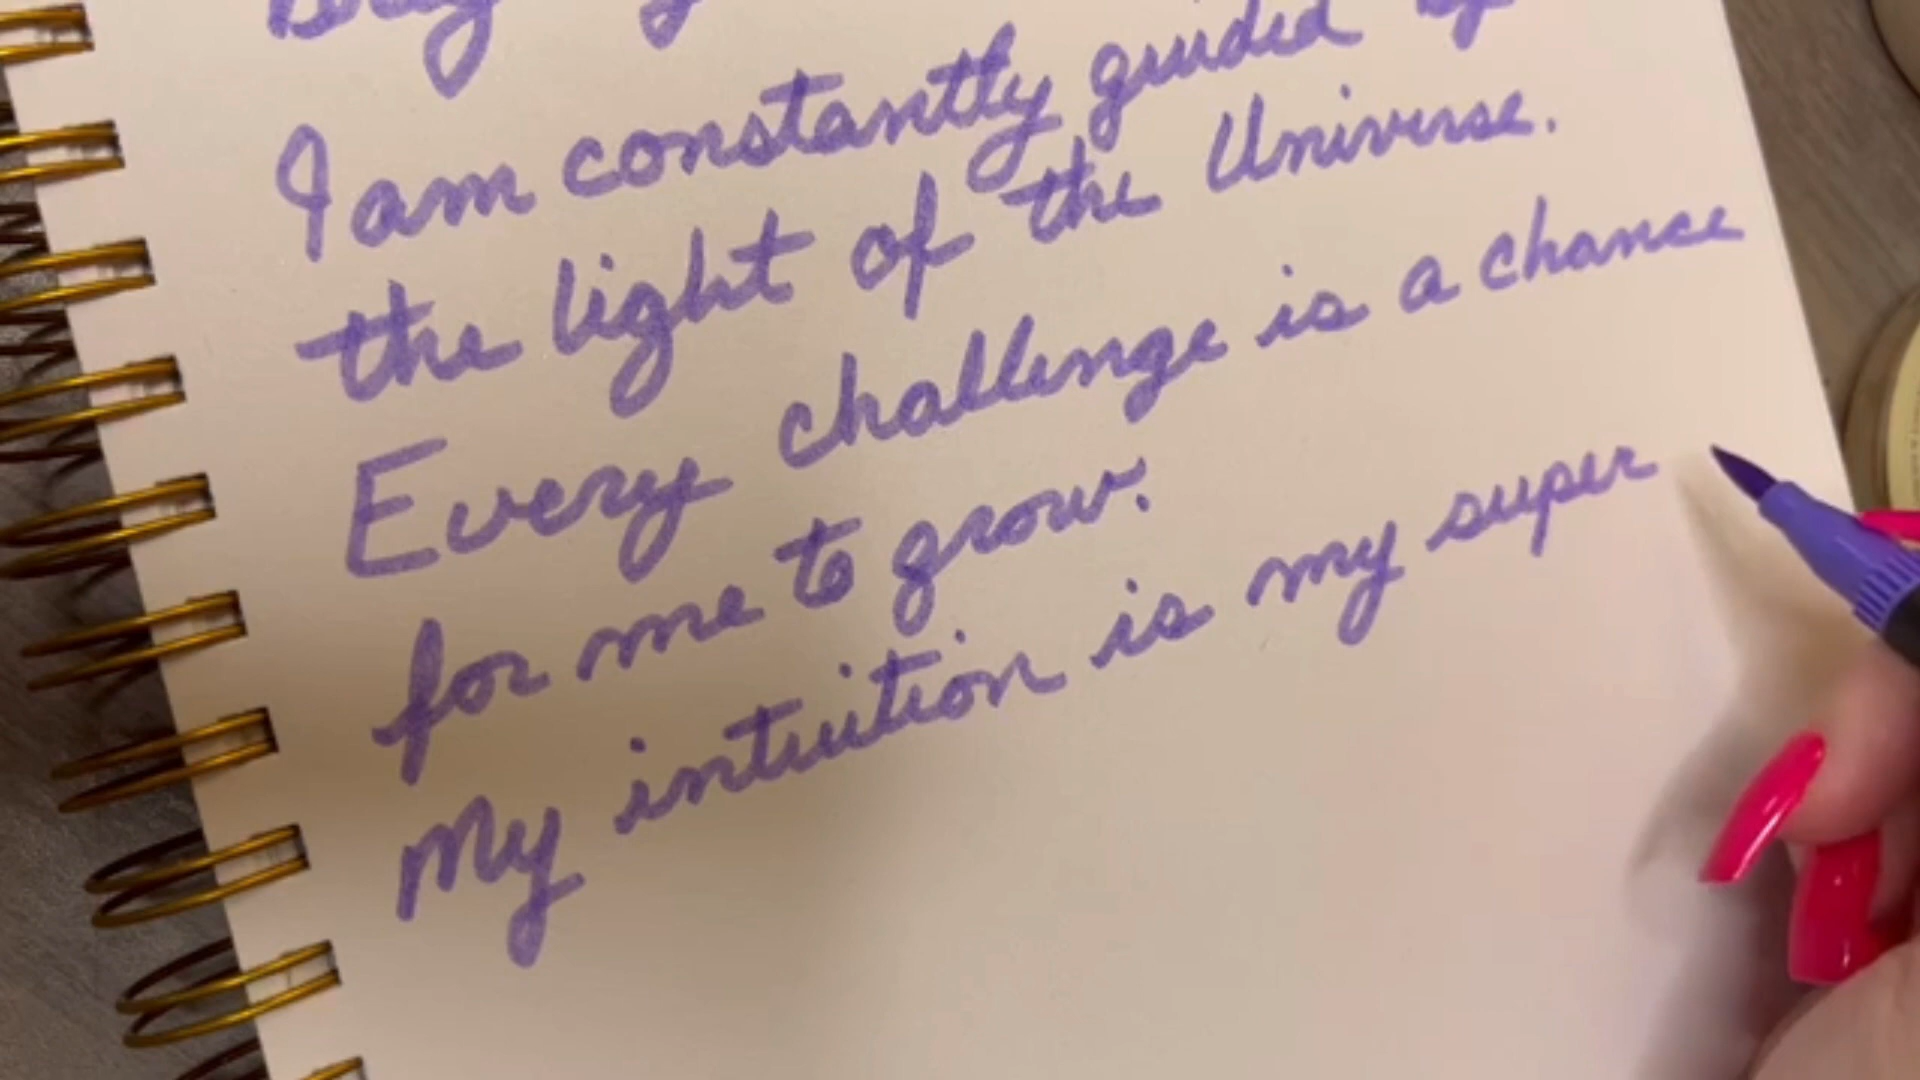 I am constantly guided by
the light of the Universe.
Every challenge is a chance
for me to grow.
My intuition is my super